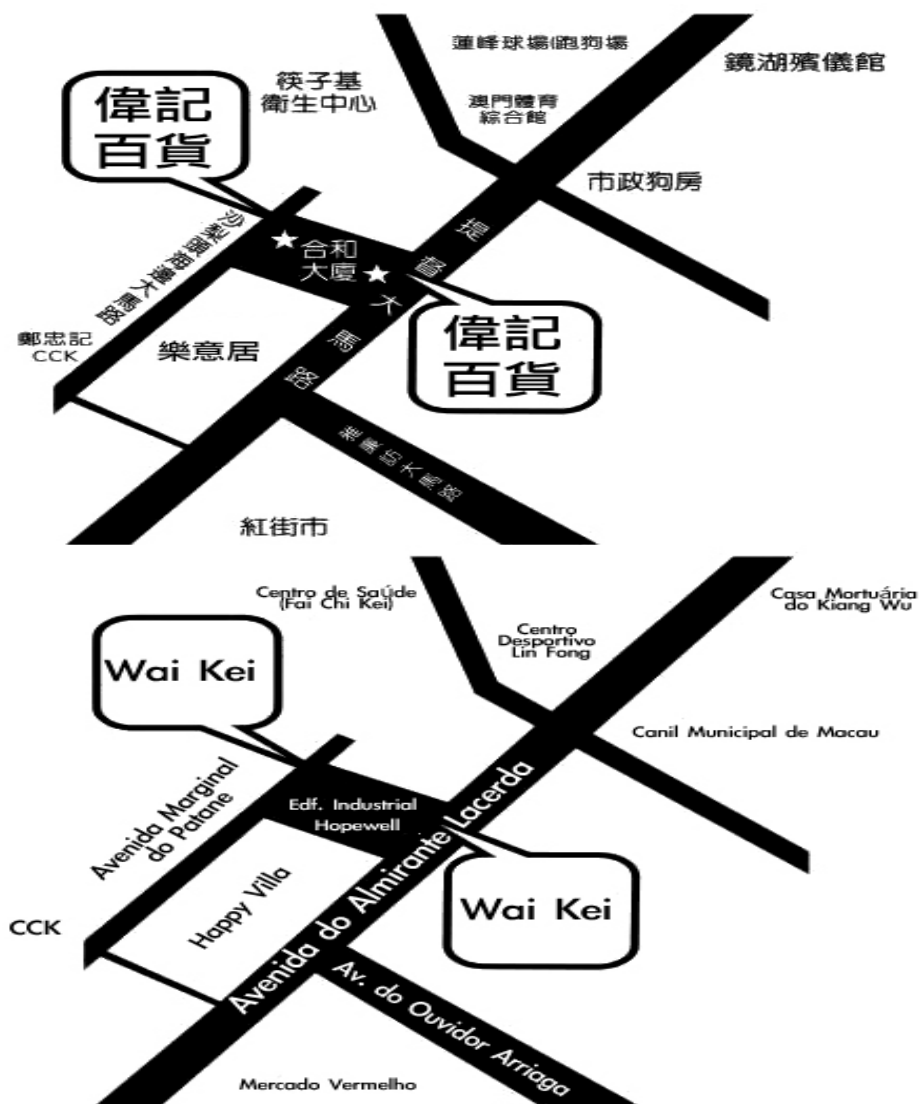 蓮峰球場(跑狗場
鏡湖殯儀館
筷子基
衛生中心
偉記
百貨
澳門體育
綜合館
市政狗房
提督大馬路
沙梨頭海邊大馬路
合和
大廈
鄭忠記
CCK
樂意居
偉記
百貨
雅廉訪大馬路
紅街市
Centro de Saúde
(Fai Chi Kei)
Casa Mortuária
do Kiang Wu
Centro
Desportivo
Lin Fong
Wai Kei
Canil Municipal de Macau
Avenida Marginal
do Patane
Edf. Industrial
Hopewell
Avenida do Almirante Lacerda
Happy Villa
Wai Kei
CCK
Av. do Ouvidor Arriaga
Mercado Vermelho